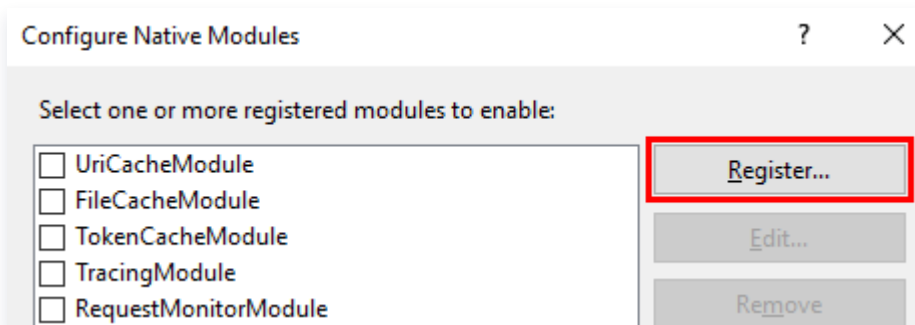 Configure Native Modules ?
Select one or more registered modules to enable:
UriCacheModule
Register...
FileCacheModule
TokenCacheModule
Edit...
TracingModule
RequestMonitorModule
Remove